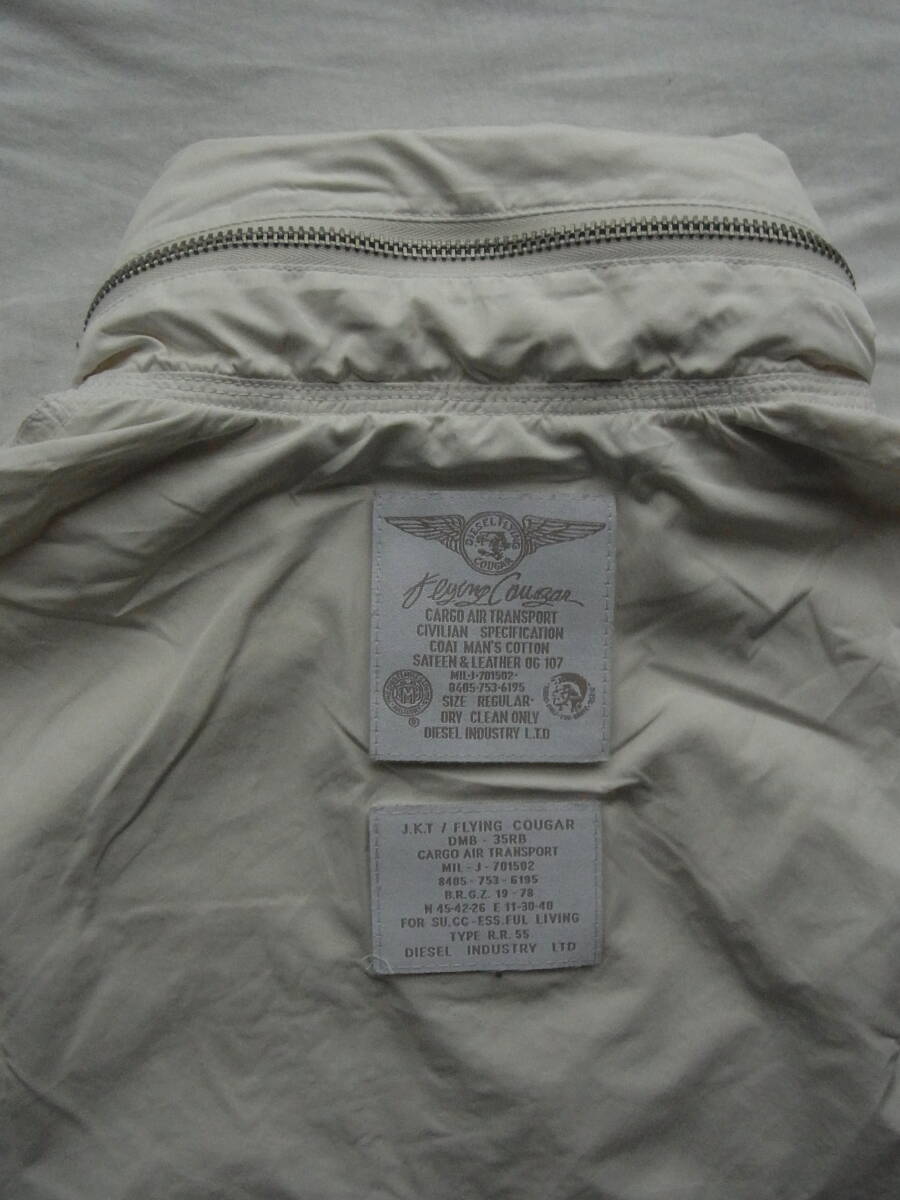 DIESEL FLYING
COUGAR
Flying Cougar
CARGO AIR TRANSPORT
CIVILIAN SPECIFICATION
COAT MAN'S COTTON
SATEEN & LEATHER OG 107
MIL-J-701502-
8405-753-6195
SIZE REGULAR-
DRY CLEAN ONLY
®
DIESEL INDUSTRY L.T.D
J.K.T / FLYING COUGAR
DMB - 35RB
CARGO AIR TRANSPORT
MIL - J - 701502
8405 - 753 - 6195
B.R.G.Z. 19 - 78
N 45-42-26 E 11-30-40
FOR SU.CC-ESS.FUL LIVING
TYPE R.R. 55
DIESEL INDUSTRY LTD